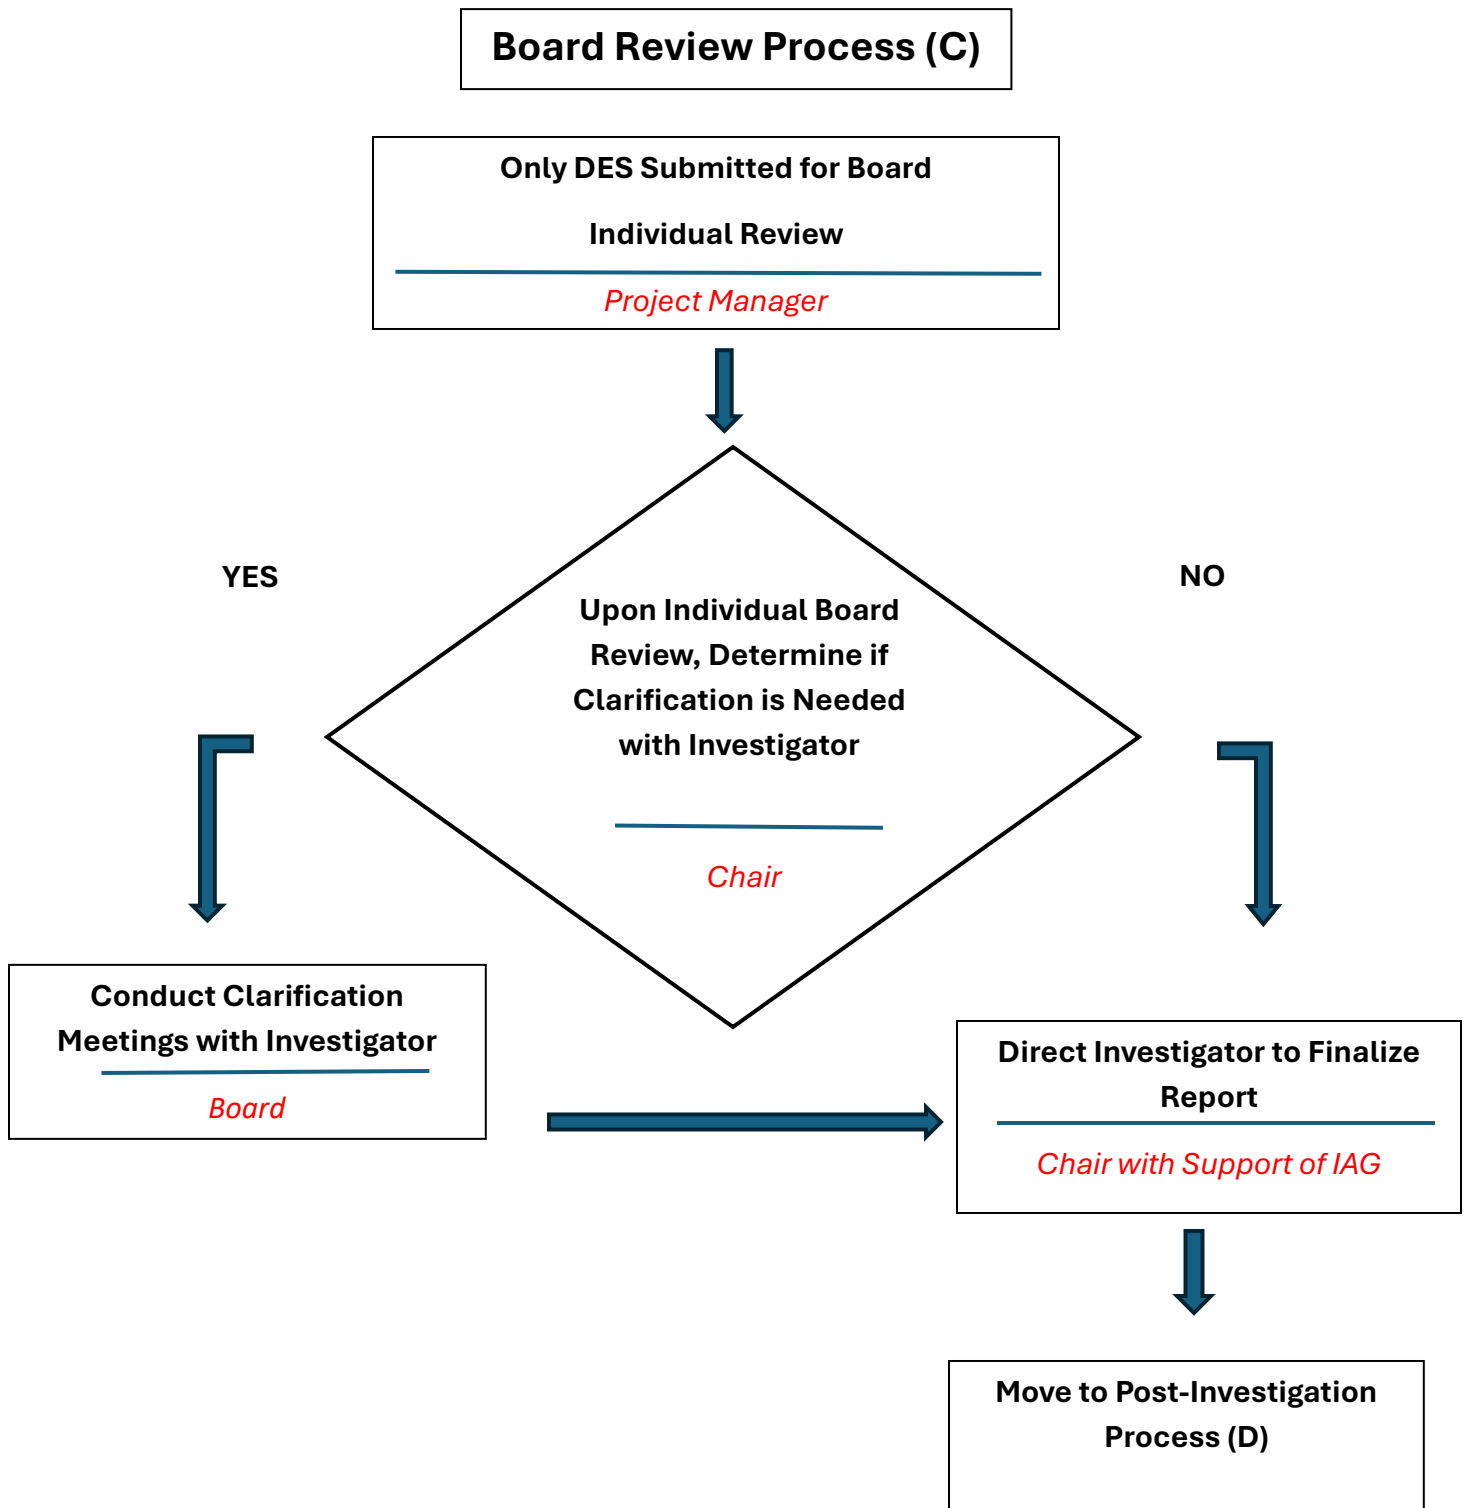 Board Review Process (C)
Only DES Submitted for Board
Individual Review
Project Manager
YES
NO
Upon Individual Board
Review, Determine if
Clarification is Needed
with Investigator
Chair
Conduct Clarification
Meetings with Investigator
Board
Direct Investigator to Finalize
Report
Chair with Support of IAG
Move to Post-Investigation
Process (D)